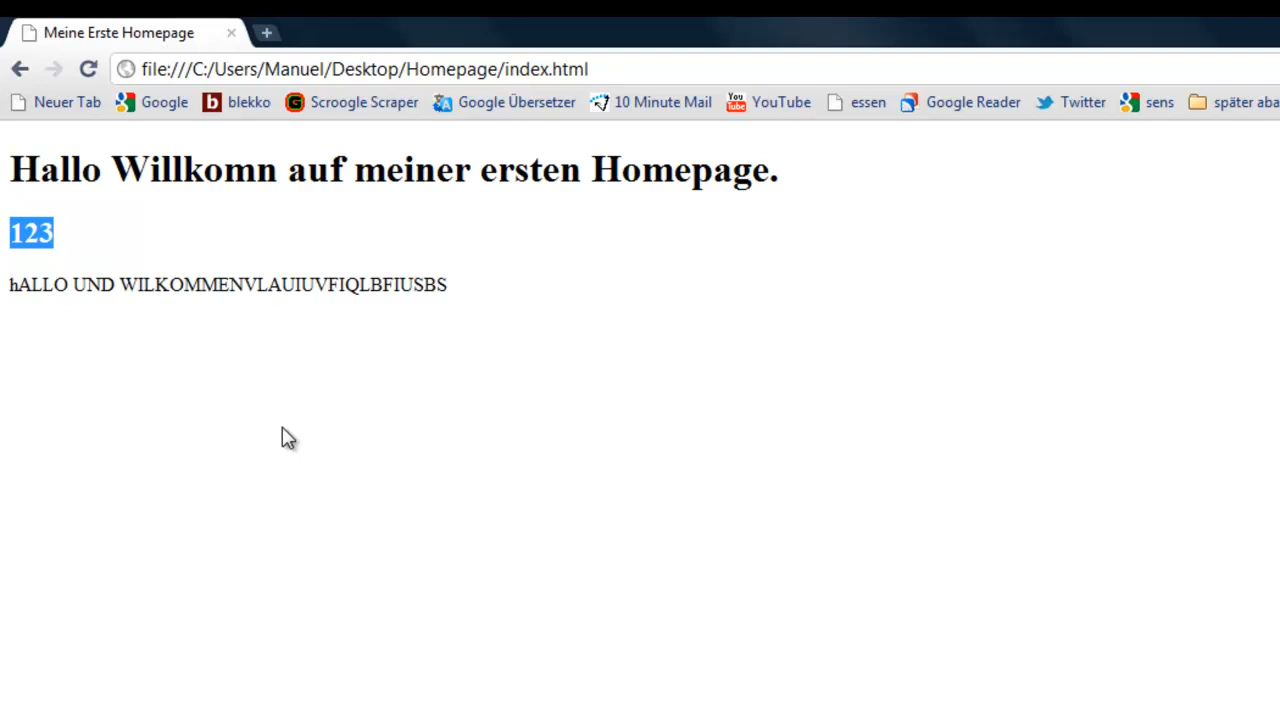 Meine Erste Homepage
file:///C:/Users/Manuel/Desktop/Homepage/index.html
Neuer Tab Google blekko Scroogle Scraper Google Übersetzer 10 Minute Mail YouTube essen Google Reader Twitter sens später aba
Hallo Willkomn auf meiner ersten Homepage.
123
hALLO UND WILKOMMENVLAUIUVFIQLBFIUSBS